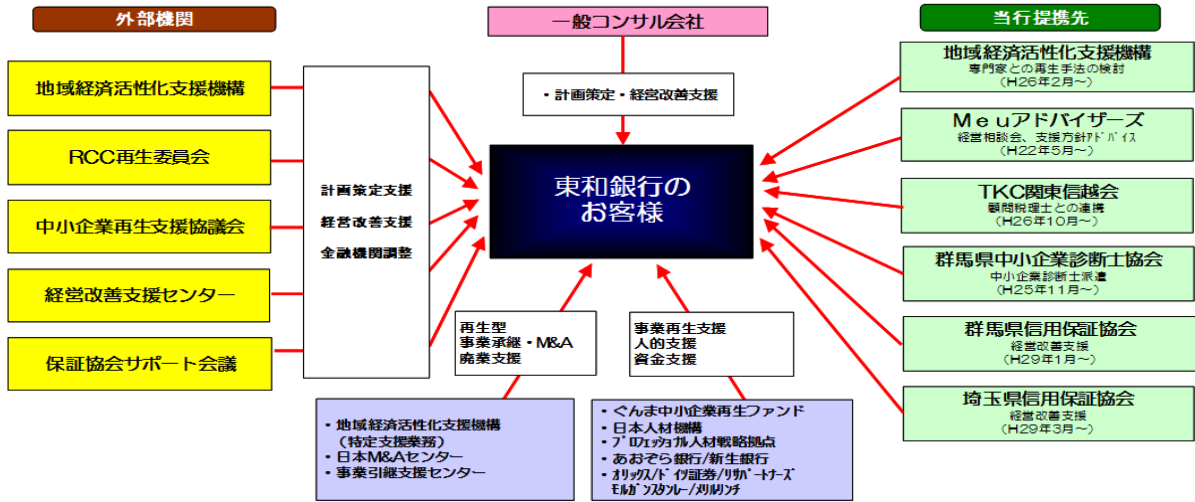 外部機関
地域経済活性化支援機構
RCC再生委員会
中小企業再生支援協議会
経営改善支援センター
保証協会サポート会議
計画策定支援
経営改善支援
金融機関調整
一般コンサル会社
・計画策定・経営改善支援
東和銀行の
お客様
再生型
事業承継・M&A
廃業支援
事業再生支援
人的支援
資金支援
・地域経済活性化支援機構
（特定支援業務）
・日本M&Aセンター
・事業引継支援センター
・ぐんま中小企業再生ファンド
・日本人材機構
・ﾌﾟﾛﾌｪｯｼｮﾅﾙ人材戦略拠点
・あおぞら銀行/新生銀行
・ｵﾘｯｸｽ/ﾄﾞｲﾂ証券/ﾘｻﾊﾟｰﾄﾅｰｽﾞ
ﾓﾙｶﾞﾝｽﾀﾝﾚｰ/ﾒﾘﾙﾘﾝﾁ
当行提携先
地域経済活性化支援機構
専門家との再生手法の検討
（H26年2月～）
Ｍｅｕアドバイザーズ
経営相談会、支援方針ｱﾄﾞﾊﾞｲｽ
（H22年5月～）
TKC関東信越会
顧問税理士との連携
（H26年10月～）
群馬県中小企業診断士協会
中小企業診断士派遣
（H25年11月～）
群馬県信用保証協会
経営改善支援
（H29年1月～）
埼玉県信用保証協会
経営改善支援
（H29年3月～）